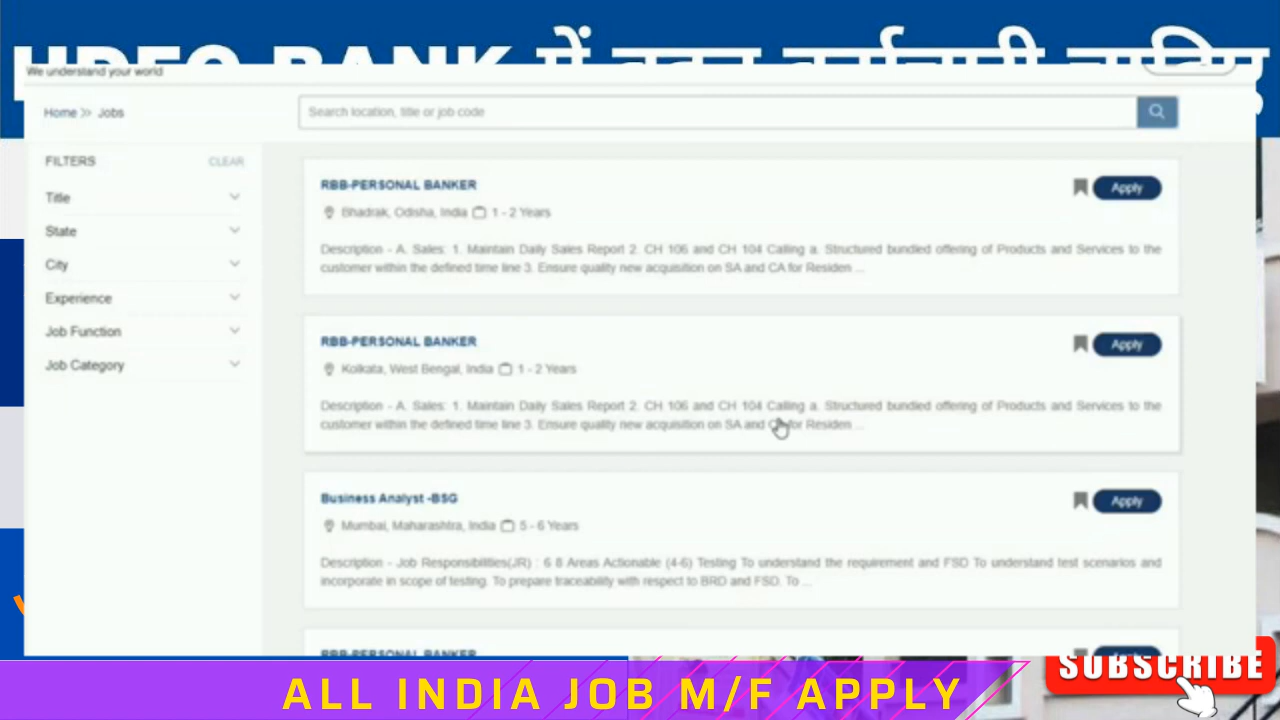 HDFC BANK में
We understand your world
Home >> Jobs
Search location, title or job code
FILTERS
CLEAR
Title
State
City
Experience
Job Function
Job Category
RBB-PERSONAL BANKER
Apply
Bhadrak, Odisha, India 1 - 2 Years
Description - A. Sales: 1. Maintain Daily Sales Report 2. CH 106 and CH 104 Calling a. Structured bundled offering of Products and Services to the
customer within the defined time line 3. Ensure quality new acquisition on SA and CA for Residen ...
RBB-PERSONAL BANKER
Apply
Kolkata, West Bengal, India 1 - 2 Years
Description - A. Sales: 1. Maintain Daily Sales Report 2. CH 106 and CH 104 Calling a. Structured bundled offering of Products and Services to the
customer within the defined time line 3. Ensure quality new acquisition on SA and CA for Residen ...
Business Analyst -BSG
Apply
Mumbai, Maharashtra, India 5 - 6 Years
Description - Job Responsibilities(JR) : 6 8 Areas Actionable (4-6) Testing To understand the requirement and FSD To understand test scenarios and
incorporate in scope of testing. To prepare traceability with respect to BRD and FSD. To ...
RBB-PERSONAL BANKER
Apply
ALL INDIA JOB M/F APPLY
SUBSCRIBE